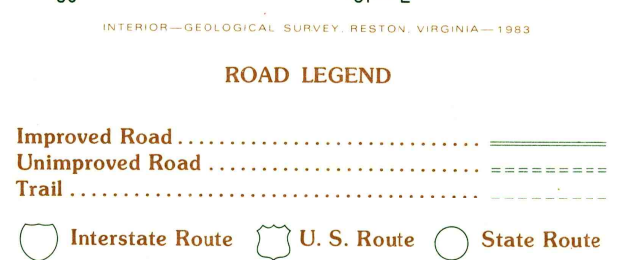 INTERIOR—GEOLOGICAL SURVEY, RESTON, VIRGINIA—1983
ROAD LEGEND
Improved Road
Unimproved Road
Trail
Interstate Route U. S. Route State Route